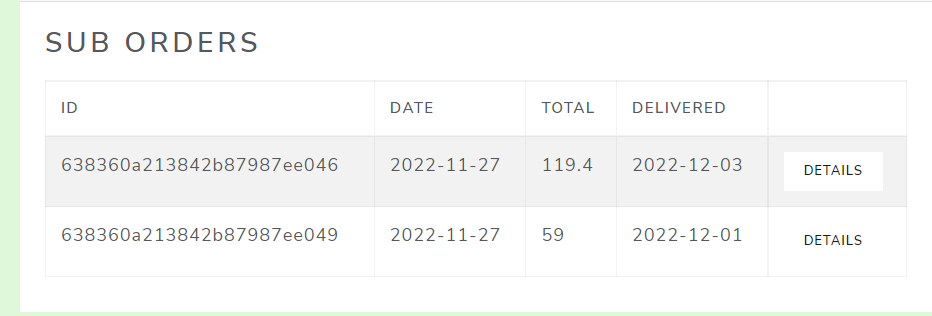 SUB ORDERS
ID DATE TOTAL DELIVERED
638360a213842b87987ee046 2022-11-27 119.4 2022-12-03 DETAILS
638360a213842b87987ee049 2022-11-27 59 2022-12-01 DETAILS